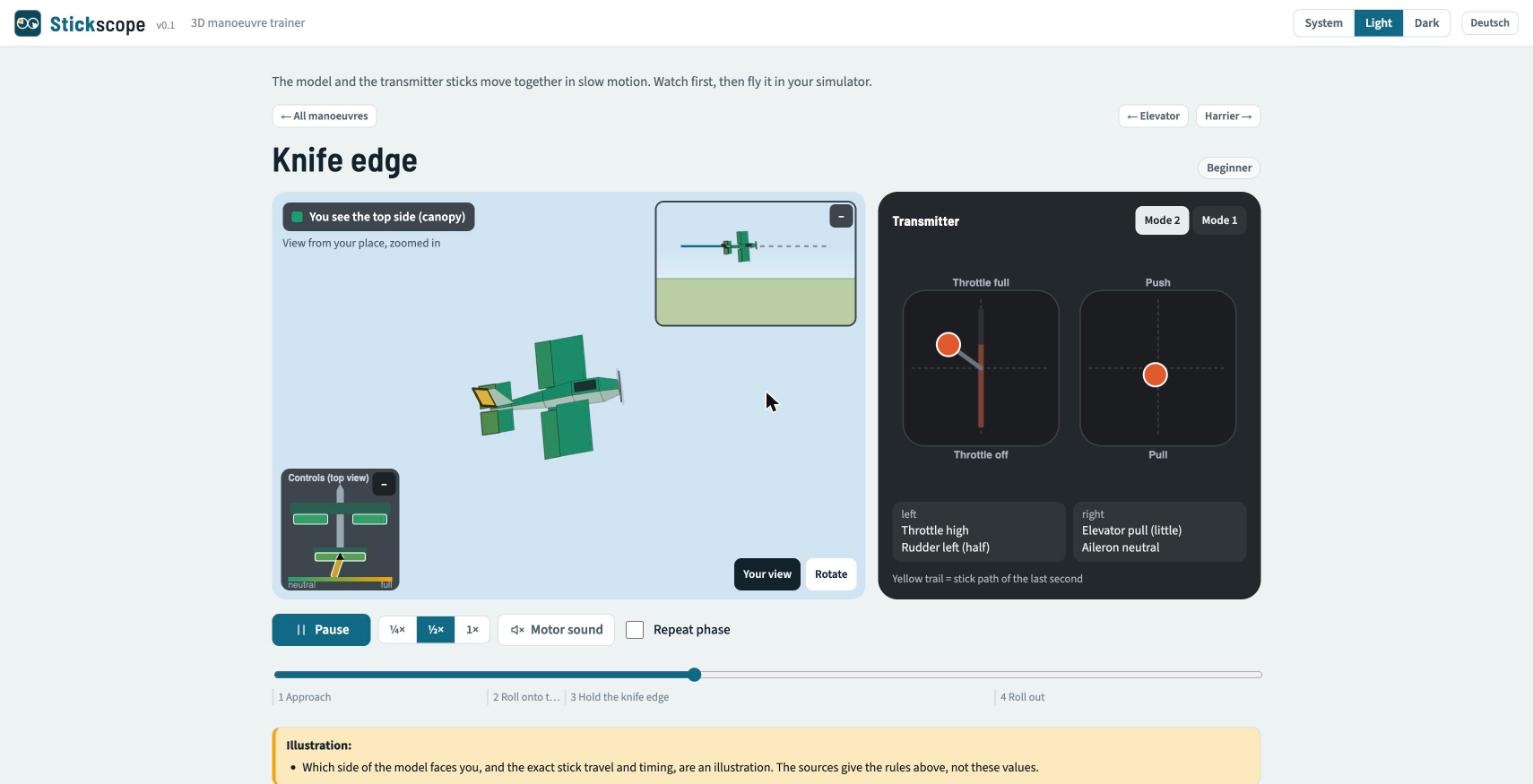 Stickscope v0.1 3D manoeuvre trainer System Light Dark Deutsch
The model and the transmitter sticks move together in slow motion. Watch first, then fly it in your simulator.
← All manoeuvres ← Elevator Harrier →
Knife edge Beginner
You see the top side (canopy)
View from your place, zoomed in
–
Controls (top view) –
neutral full
Your view Rotate
Transmitter Mode 2 Mode 1
Throttle full Push
Throttle off Pull
left
Throttle high
Rudder left (half)
right
Elevator pull (little)
Aileron neutral
Yellow trail = stick path of the last second
Pause ¼× ½× 1× Motor sound Repeat phase
1 Approach 2 Roll onto t… 3 Hold the knife edge 4 Roll out
Illustration:
• Which side of the model faces you, and the exact stick travel and timing, are an illustration. The sources give the rules above, not these values.